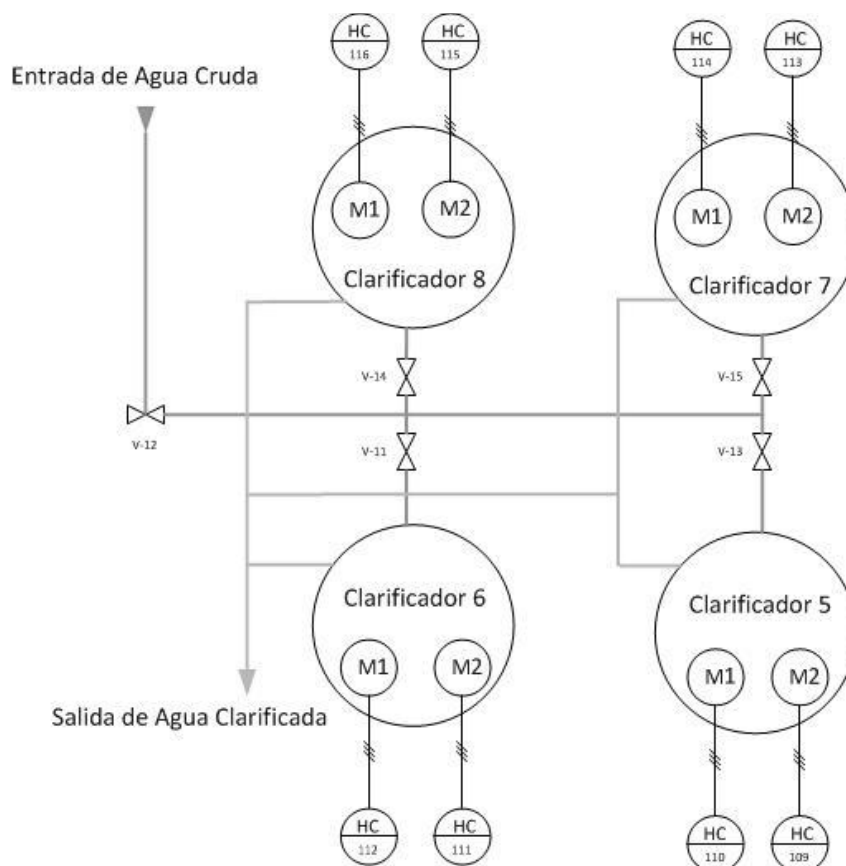 HC
116
HC
115
HC
114
HC
113
Entrada de Agua Cruda
M1
M2
M1
M2
Clarificador 8
Clarificador 7
V-14
V-15
V-12
V-11
V-13
Clarificador 6
Clarificador 5
M1
M2
M1
M2
Salida de Agua Clarificada
HC
112
HC
111
HC
110
HC
109